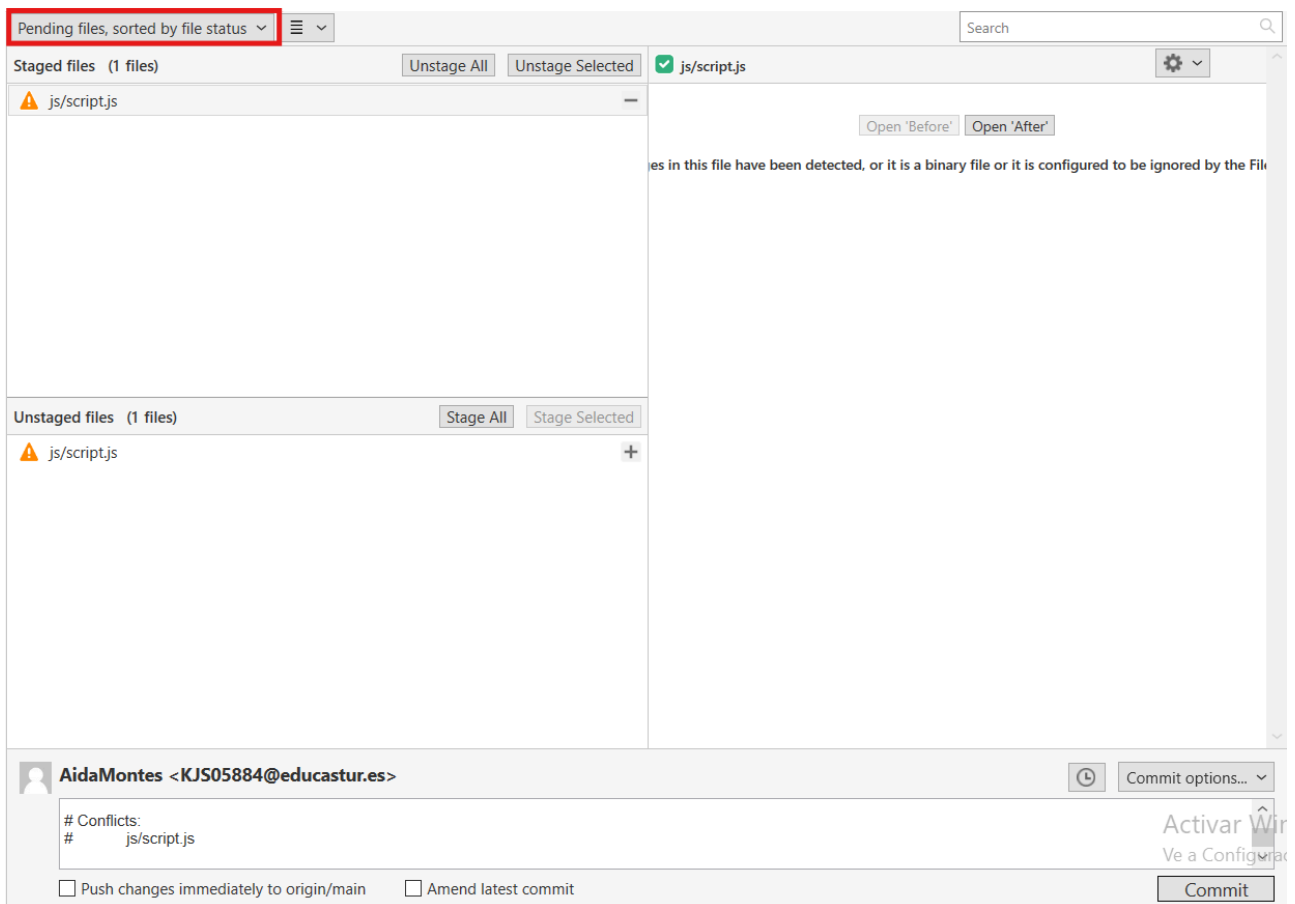 Pending files, sorted by file status
Search
Staged files (1 files)
Unstage All
Unstage Selected
js/script.js
js/script.js
Open 'Before'
Open 'After'
es in this file have been detected, or it is a binary file or it is configured to be ignored by the File
Unstaged files (1 files)
Stage All
Stage Selected
js/script.js
AidaMontes <KJS05884@educastur.es>
Commit options...
# Conflicts:
# js/script.js
Activar Win
Ve a Configurac
Push changes immediately to origin/main
Amend latest commit
Commit